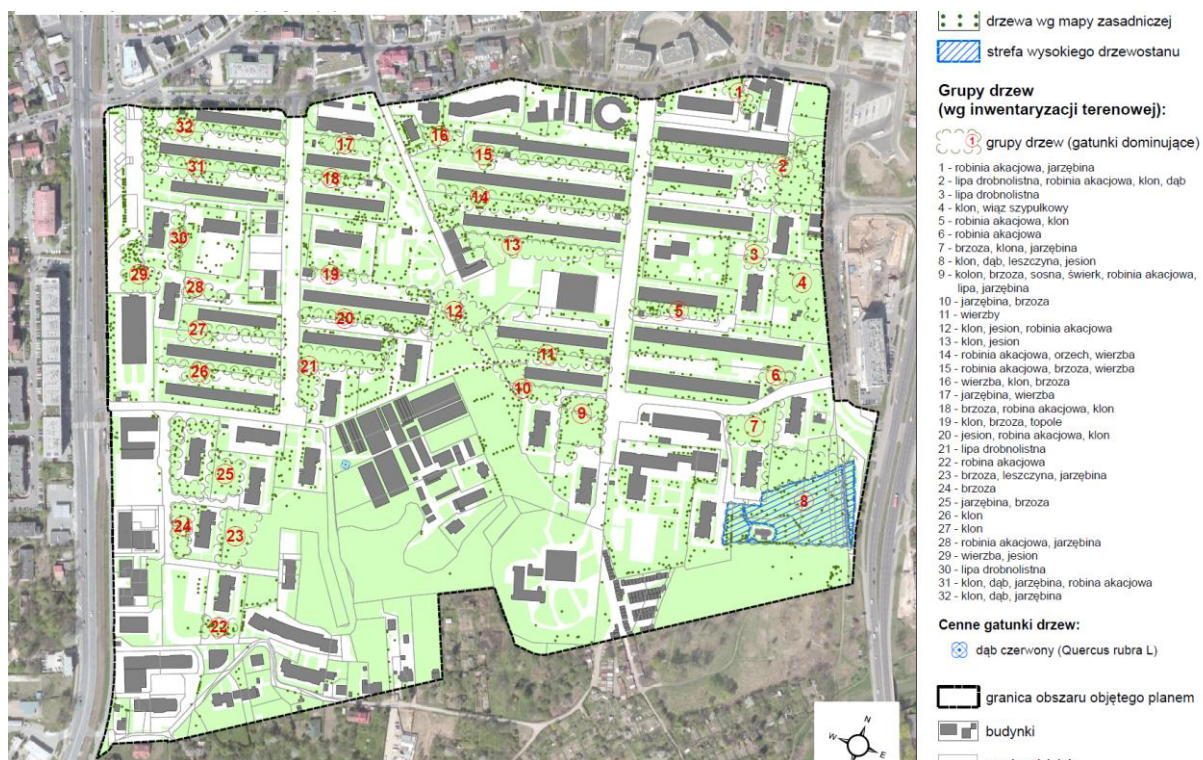 drzewa wg mapy zasadniczej
strefa wysokiego drzewostanu
Grupy drzew
(wg inwentaryzacji terenowej):
1 grupy drzew (gatunki dominujące)
1 - robinia akacjowa, jarzębina
2 - lipa drobnolistna, robinia akacjowa, klon, dąb
3 - lipa drobnolistna
4 - klon, wiąz szypułkowy
5 - robinia akacjowa, klon
6 - robinia akacjowa
7 - brzoza, klona, jarzębina
8 - klon, dąb, leszczyna, jesion
9 - kolon, brzoza, sosna, świerk, robinia akacjowa,
lipa, jarzębina
10 - jarzębina, brzoza
11 - wierzby
12 - klon, jesion, robinia akacjowa
13 - klon, jesion
14 - robinia akacjowa, orzech, wierzba
15 - robinia akacjowa, brzoza, wierzba
16 - wierzba, klon, brzoza
17 - jarzębina, wierzba
18 - brzoza, robinia akacjowa, klon
19 - klon, brzoza, topole
20 - jesion, robina akacjowa, klon
21 - lipa drobnolistna
22 - robina akacjowa
23 - brzoza, leszczyna, jarzębina
24 - brzoza
25 - jarzębina, brzoza
26 - klon
27 - klon
28 - robinia akacjowa, jarzębina
29 - wierzba, jesion
30 - lipa drobnolistna
31 - klon, dąb, jarzębina, robina akacjowa
32 - klon, dąb, jarzębina
Cenne gatunki drzew:
dąb czerwony (Quercus rubra L)
granica obszaru objętego planem
budynki
1
32
16
17
31
15
2
18
14
30
13
3
29
19
4
28
12
5
20
27
11
21
26
6
10
9
7
25
8
24
23
22
N
W
E